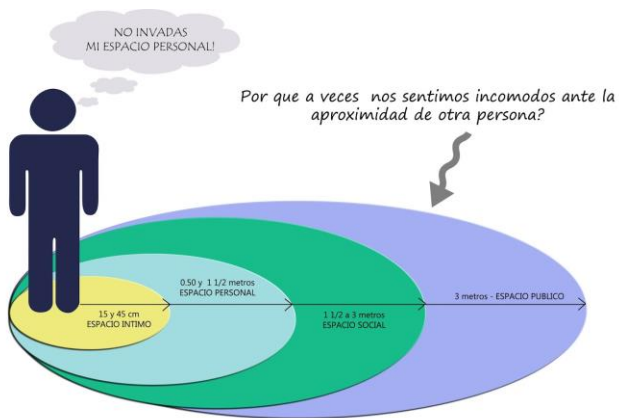 NO INVADAS
MI ESPACIO PERSONAL!
Por que a veces nos sentimos incomodos ante la
aproximidad de otra persona?
0.50 y 1 1/2 metros
ESPACIO PERSONAL
15 y 45 cm
ESPACIO INTIMO
1 1/2 a 3 metros
ESPACIO SOCIAL
3 metros - ESPACIO PUBLICO